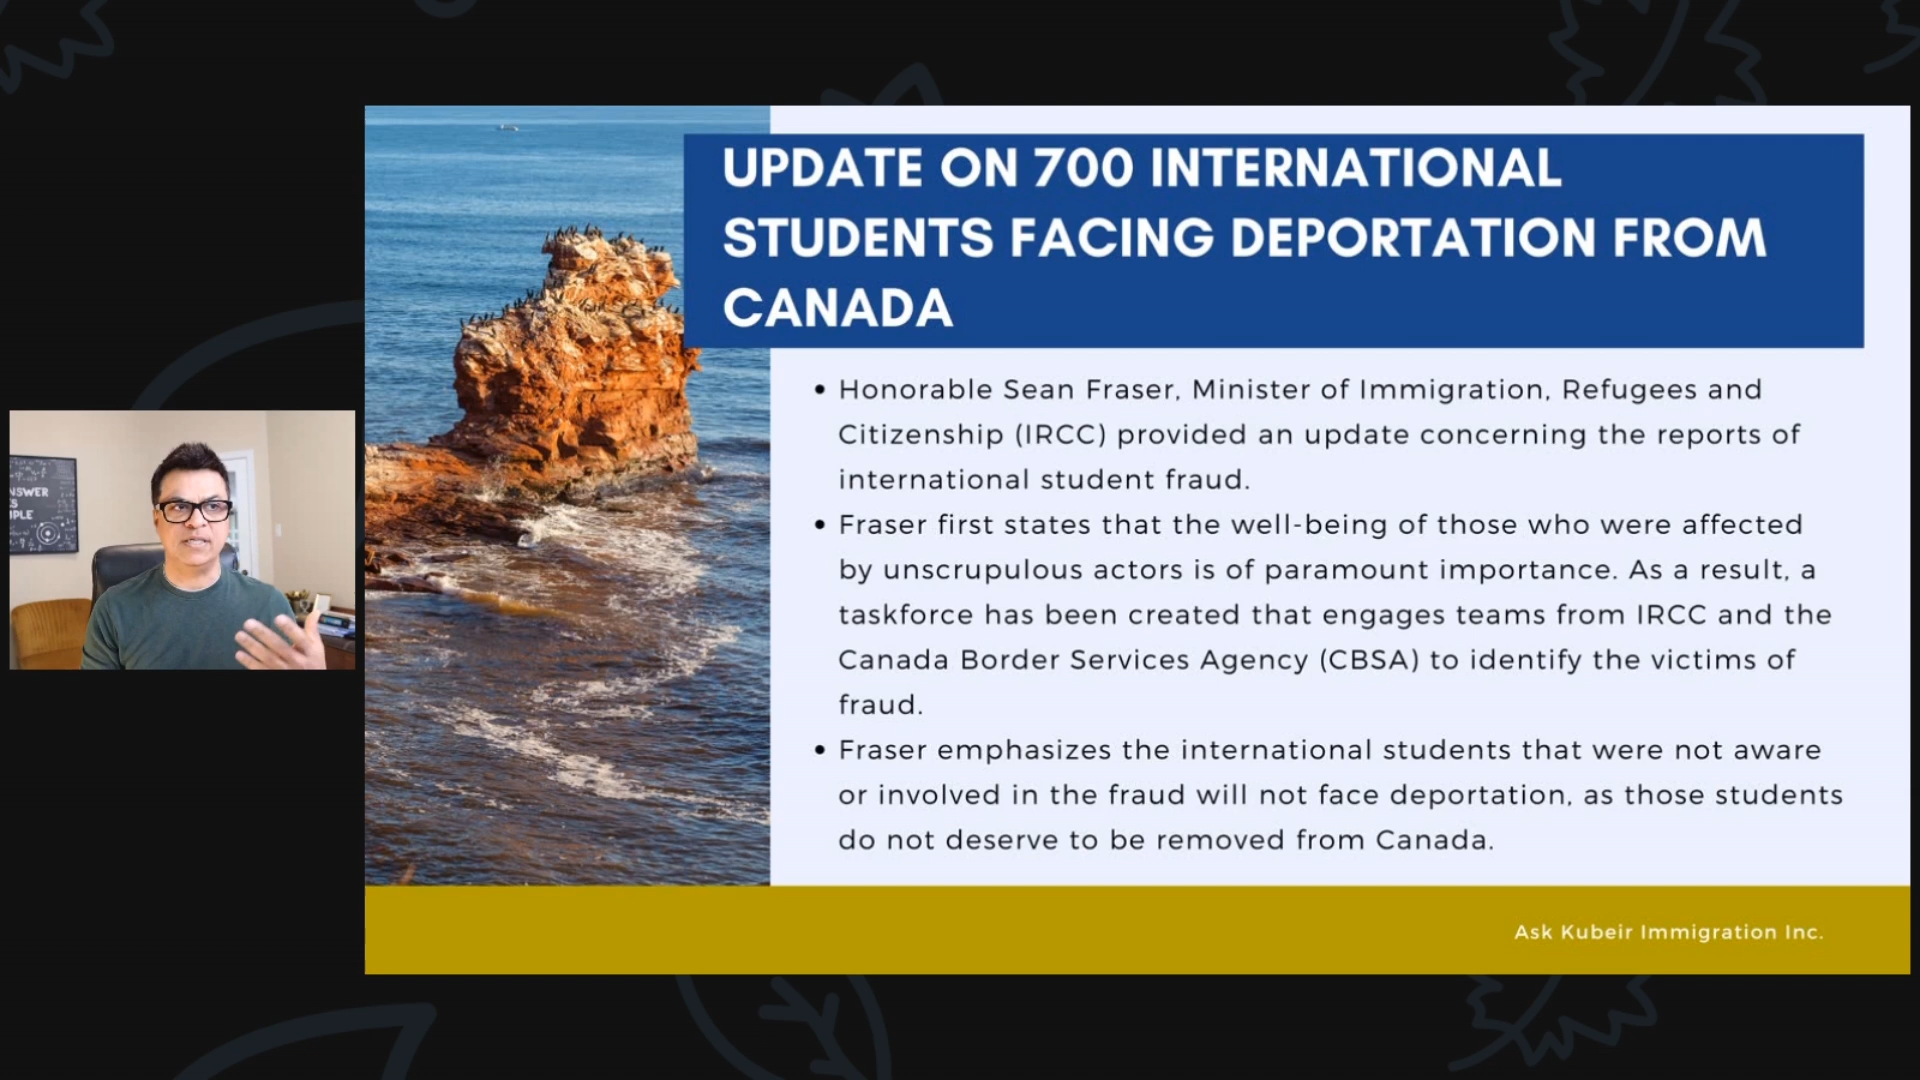 UPDATE ON 700 INTERNATIONAL
STUDENTS FACING DEPORTATION FROM
CANADA
• Honorable Sean Fraser, Minister of Immigration, Refugees and
Citizenship (IRCC) provided an update concerning the reports of
international student fraud.
• Fraser first states that the well-being of those who were affected
by unscrupulous actors is of paramount importance. As a result, a
taskforce has been created that engages teams from IRCC and the
Canada Border Services Agency (CBSA) to identify the victims of
fraud.
• Fraser emphasizes the international students that were not aware
or involved in the fraud will not face deportation, as those students
do not deserve to be removed from Canada.
Ask Kubeir Immigration Inc.
NSWER
S
PLE